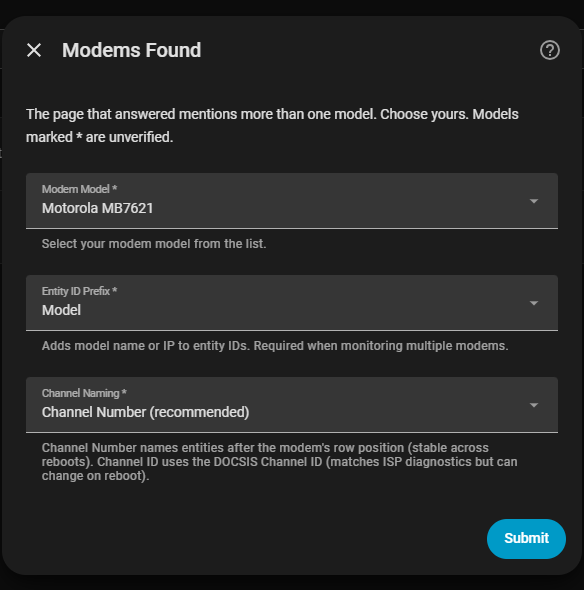 Modems Found
The page that answered mentions more than one model. Choose yours. Models
marked * are unverified.
Modem Model *
Motorola MB7621
Select your modem model from the list.
Entity ID Prefix *
Model
Adds model name or IP to entity IDs. Required when monitoring multiple modems.
Channel Naming *
Channel Number (recommended)
Channel Number names entities after the modem's row position (stable across
reboots). Channel ID uses the DOCSIS Channel ID (matches ISP diagnostics but can
change on reboot).
Submit